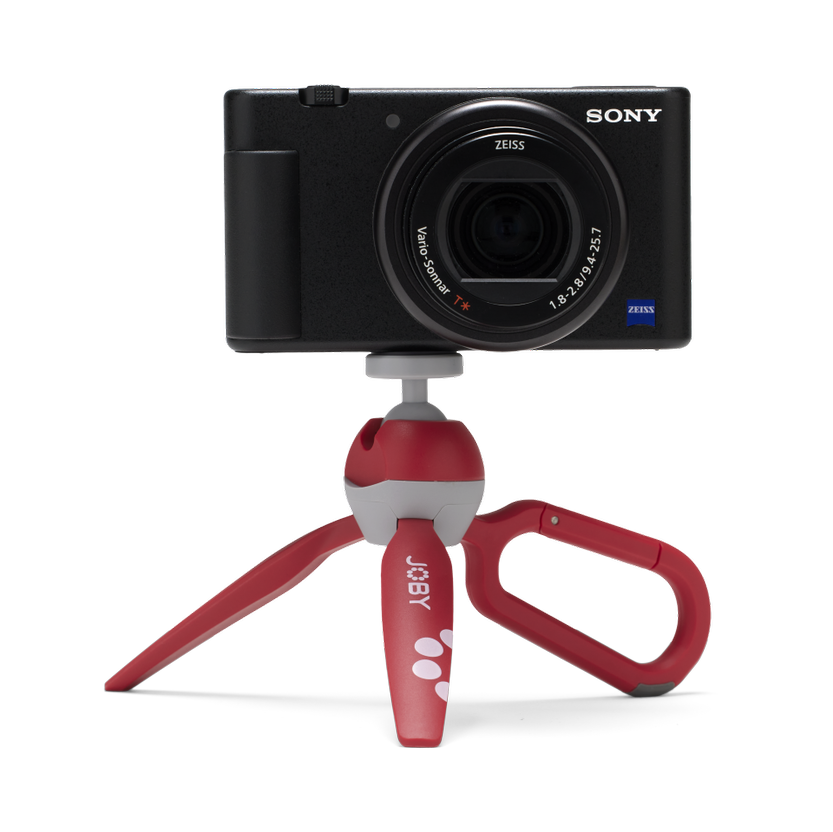 SONY
ZEISS
Vario-Sonnar T*
1.8-2.8/9.4-25.7
ZEISS
JOBY